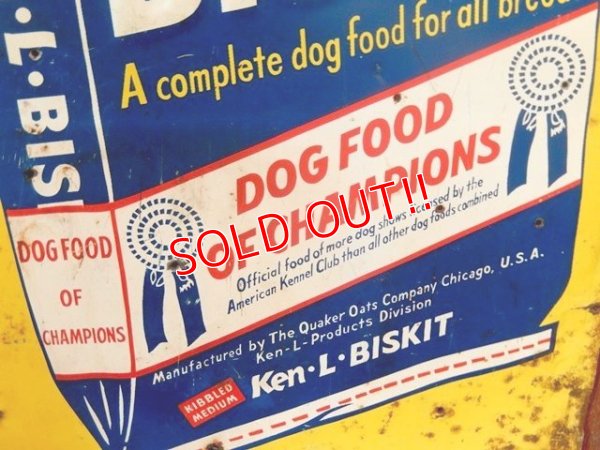 A complete dog food for all
L·BIS
DOG FOOD
OF CHAMPIONS
SOLD OUT!!
Official food of more dog shows licensed by the
American Kennel Club than all other dog foods combined
DOG FOOD
OF
CHAMPIONS
Manufactured by The Quaker Oats Company Chicago, U.S.A.
Ken-L-Products Division
KIBBLED
MEDIUM
Ken·L·BISKIT